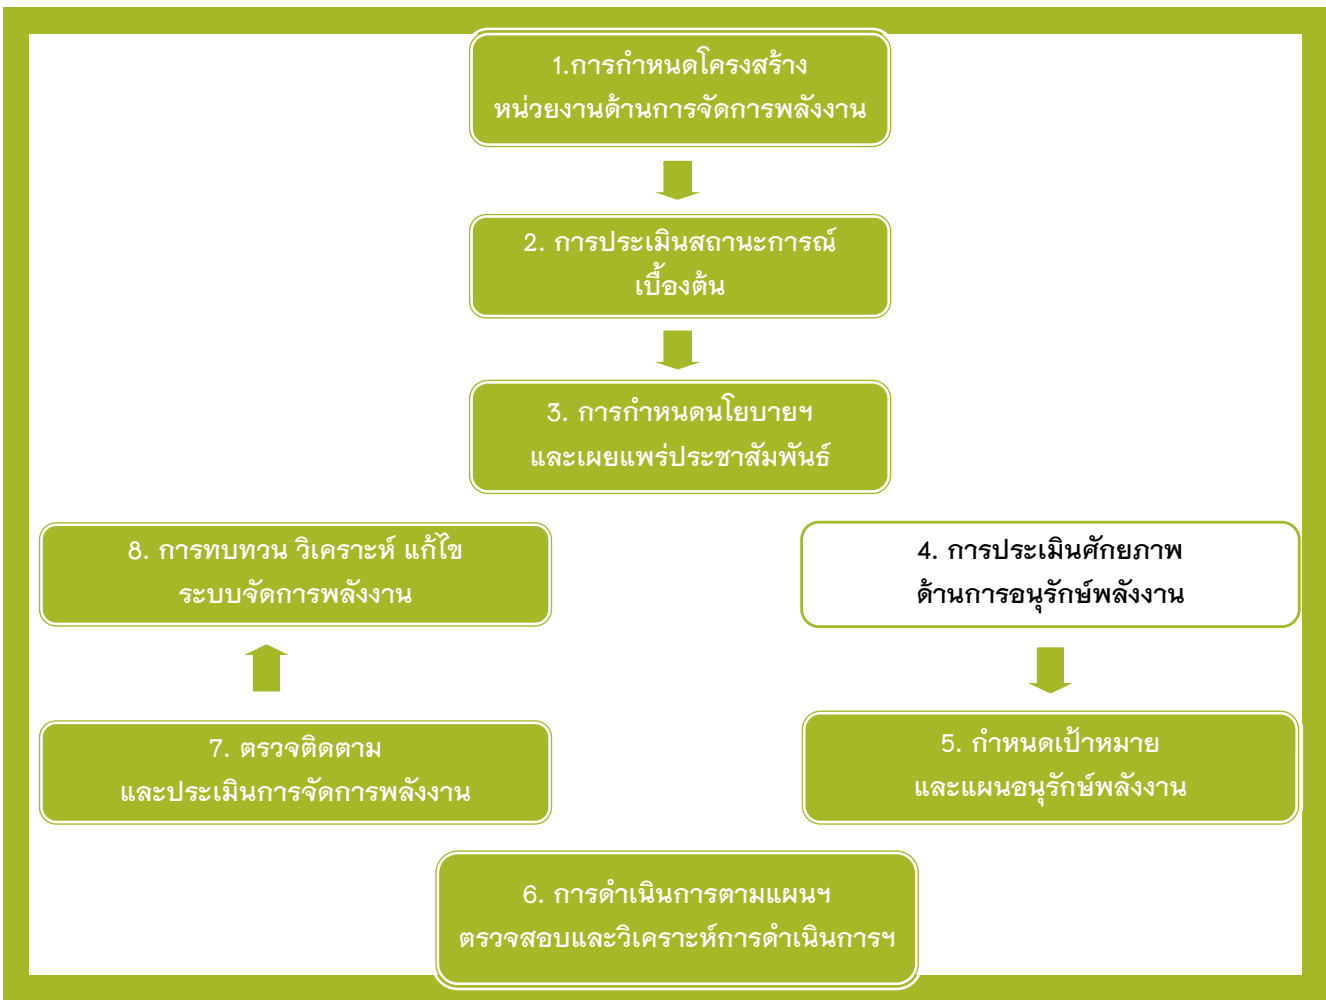 1.การกำหนดโครงสร้าง
หน่วยงานด้านการจัดการพลังงาน
2. การประเมินสถานะการณ์
เบื้องต้น
3. การกำหนดนโยบายฯ
และเผยแพร่ประชาสัมพันธ์
4. การประเมินศักยภาพ
ด้านการอนุรักษ์พลังงาน
5. กำหนดเป้าหมาย
และแผนอนุรักษ์พลังงาน
6. การดำเนินการตามแผนฯ
ตรวจสอบและวิเคราะห์การดำเนินการฯ
7. ตรวจติดตาม
และประเมินการจัดการพลังงาน
8. การทบทวน วิเคราะห์ แก้ไข
ระบบจัดการพลังงาน